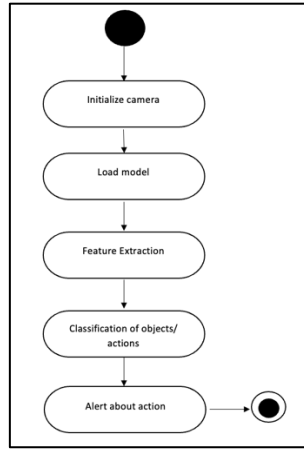 Initialize camera
Load model
Feature Extraction
Classification of objects/
actions
Alert about action